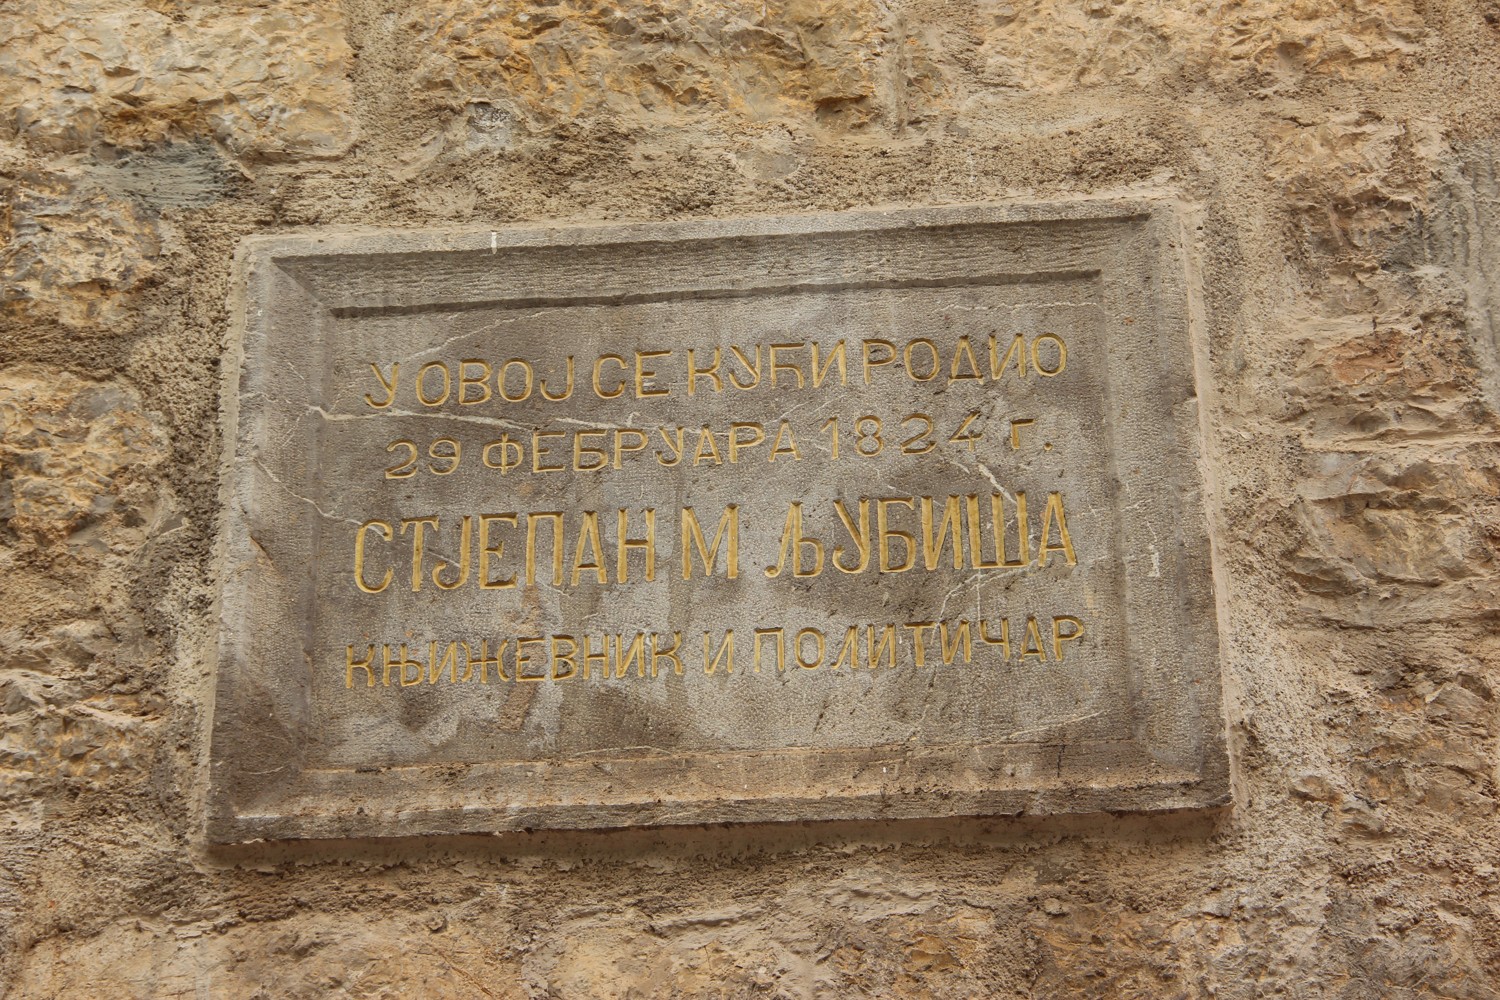 У ОВОЈ СЕ КУЋИ РОДИО
29 ФЕБРУАРА 1824 Г.
СТЈЕПАН М ЉУБИША
КЊИЖЕВНИК И ПОЛИТИЧАР